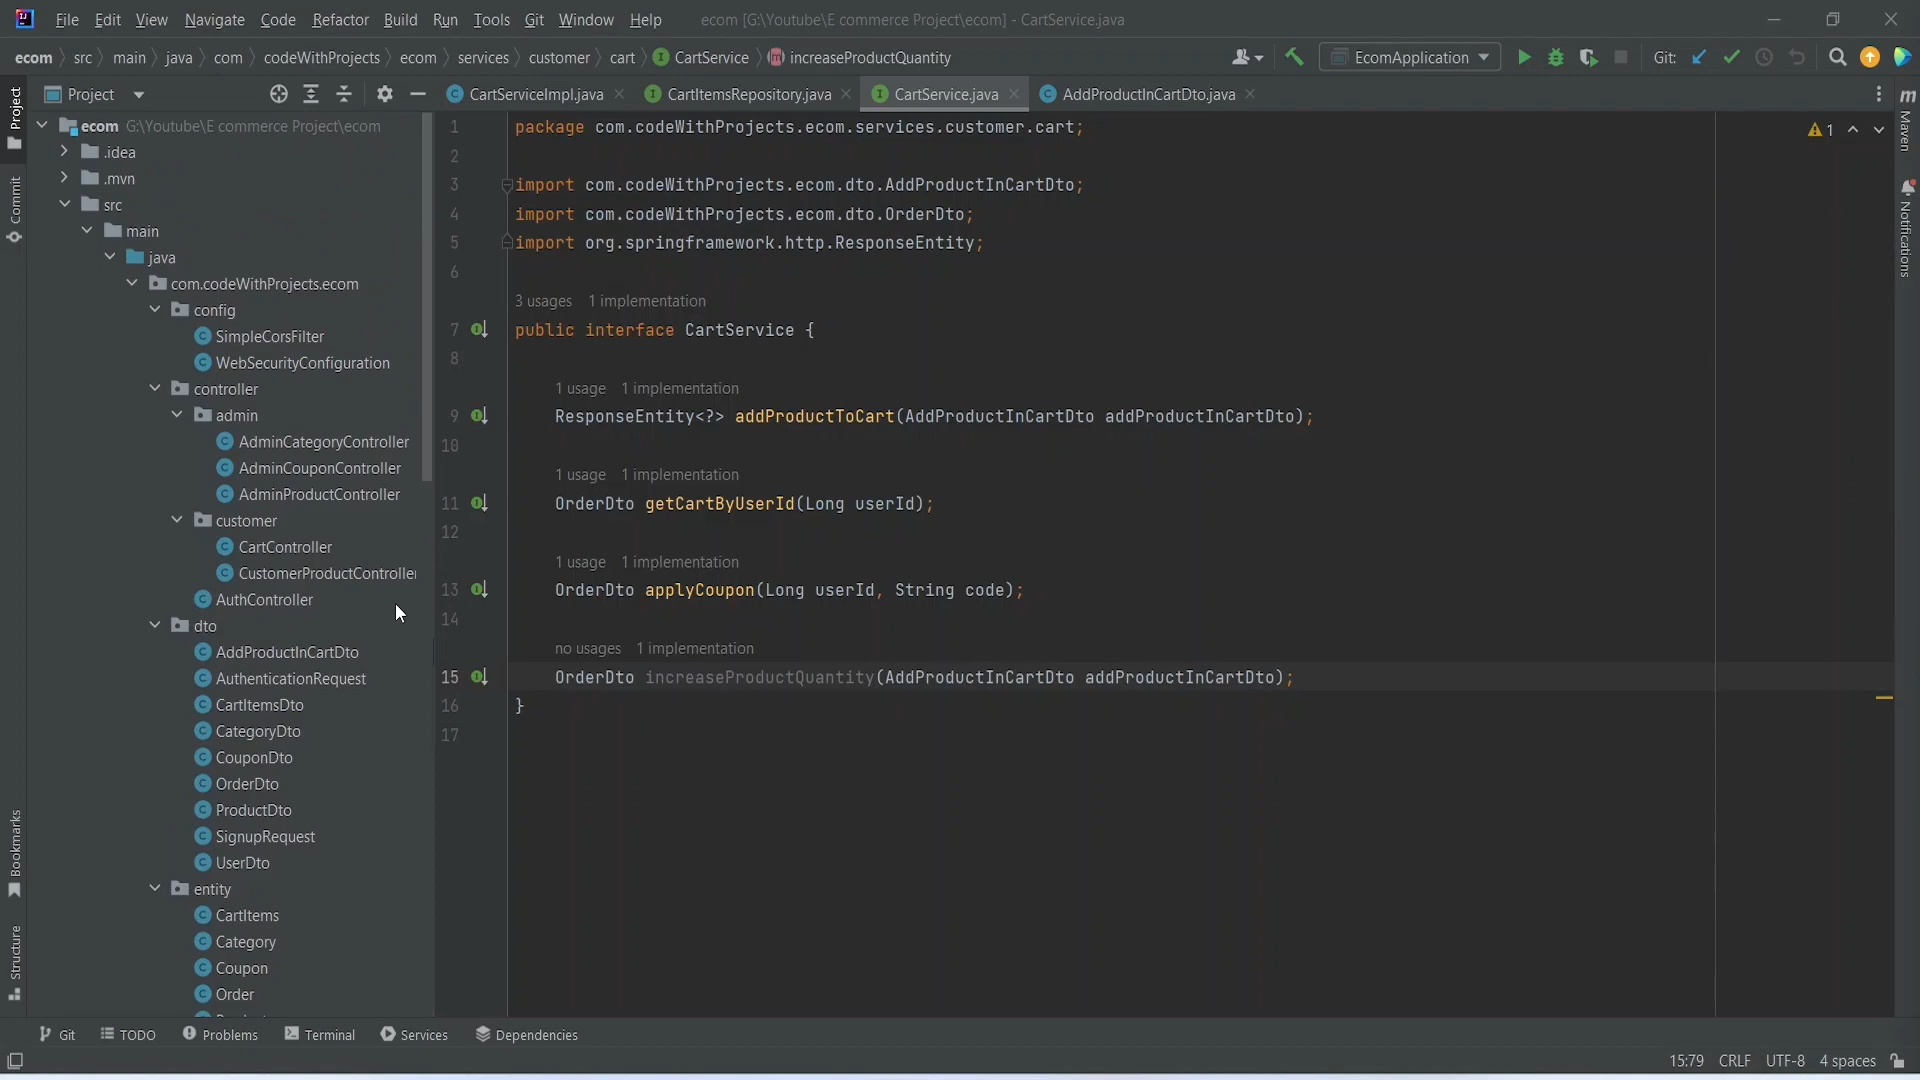 File Edit View Navigate Code Refactor Build Run Tools Git Window Help ecom [G:\Youtube\E commerce Project\ecom] - CartService.java
ecom src main java com codeWithProjects ecom services customer cart CartService increaseProductQuantity EcomApplication Git:
Project CartServiceImpl.java CartItemsRepository.java CartService.java AddProductInCartDto.java
Project
Commit
Bookmarks
Structure
m
Maven
Notifications
ecom G:\Youtube\E commerce Project\ecom
.idea
.mvn
src
main
java
com.codeWithProjects.ecom
config
SimpleCorsFilter
WebSecurityConfiguration
controller
admin
AdminCategoryController
AdminCouponController
AdminProductController
customer
CartController
CustomerProductController
AuthController
dto
AddProductInCartDto
AuthenticationRequest
CartItemsDto
CategoryDto
CouponDto
OrderDto
ProductDto
SignupRequest
UserDto
entity
CartItems
Category
Coupon
Order
1 package com.codeWithProjects.ecom.services.customer.cart;
2
3 import com.codeWithProjects.ecom.dto.AddProductInCartDto;
4 import com.codeWithProjects.ecom.dto.OrderDto;
5 import org.springframework.http.ResponseEntity;
6
3 usages 1 implementation
7 public interface CartService {
8
1 usage 1 implementation
9 ResponseEntity<?> addProductToCart(AddProductInCartDto addProductInCartDto);
10
1 usage 1 implementation
11 OrderDto getCartByUserId(Long userId);
12
1 usage 1 implementation
13 OrderDto applyCoupon(Long userId, String code);
14
no usages 1 implementation
15 OrderDto increaseProductQuantity(AddProductInCartDto addProductInCartDto);
16 }
17
1
Git TODO Problems Terminal Services Dependencies
15:79 CRLF UTF-8 4 spaces